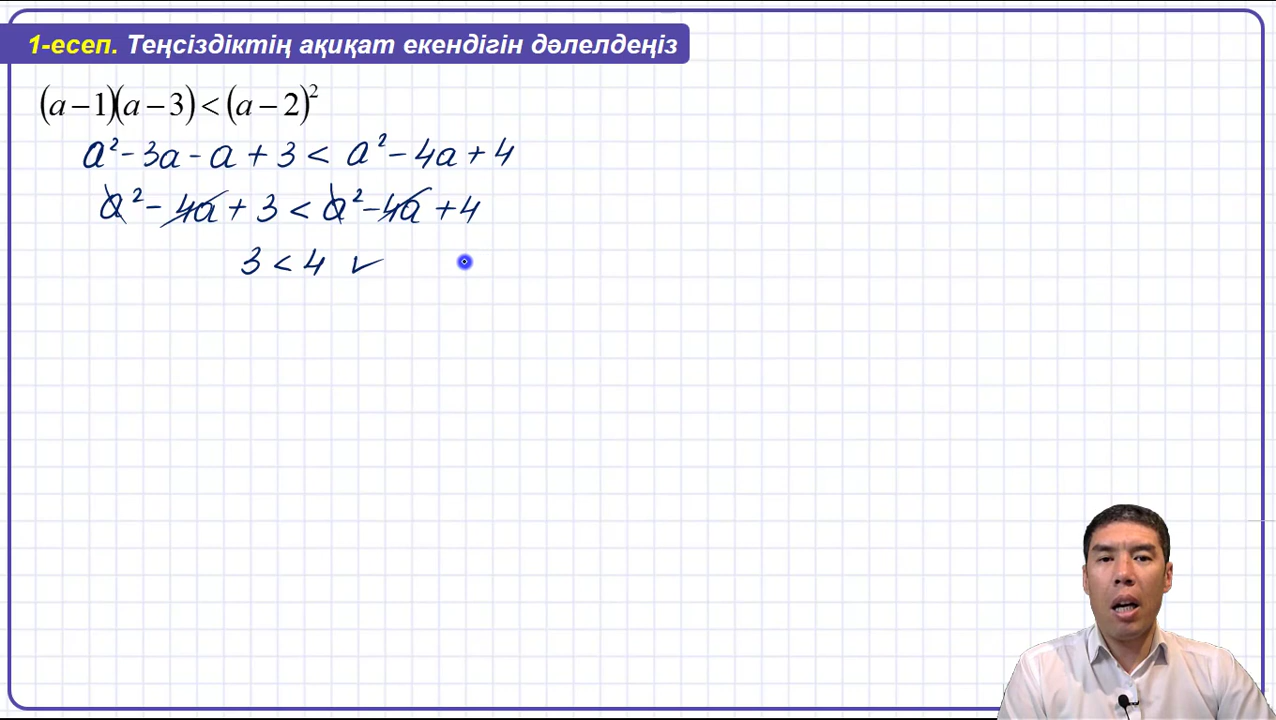 1-есеп. Теңсіздіктің ақиқат екендігін дәлелдеңіз
(a − 1)(a − 3) < (a − 2)²
a² - 3a - a + 3 < a² - 4a + 4
a² - 4a + 3 < a² - 4a + 4
3 < 4 ✓